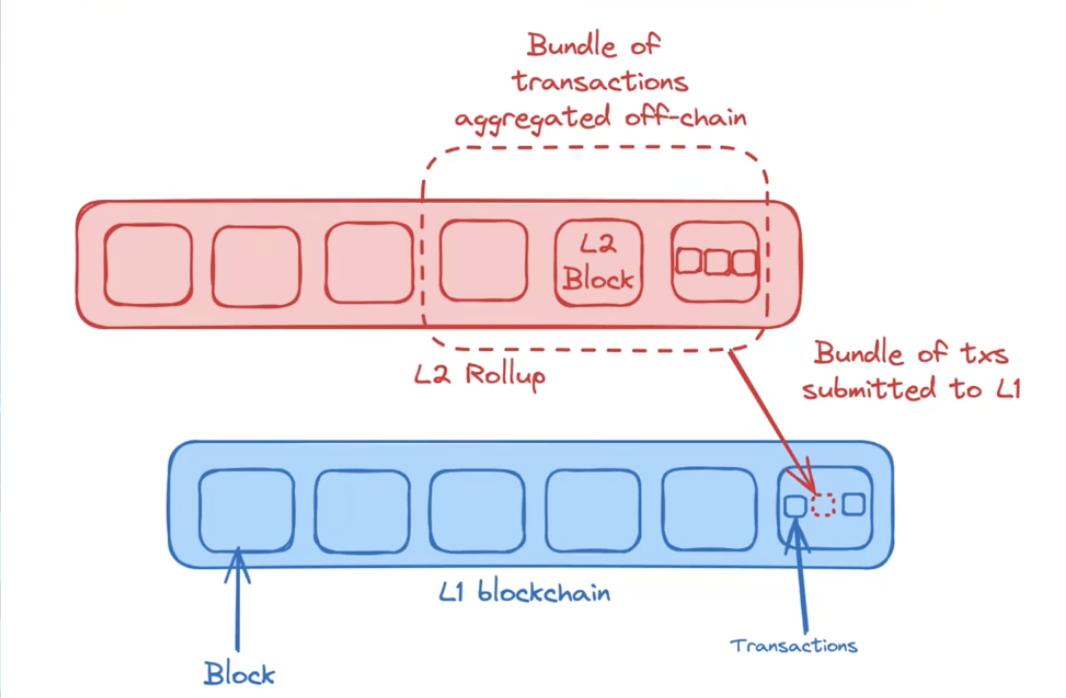 Bundle of
transactions
aggregated off-chain
L2
Block
L2 Rollup
Bundle of txs
submitted to L1
L1 blockchain
Transactions
Block